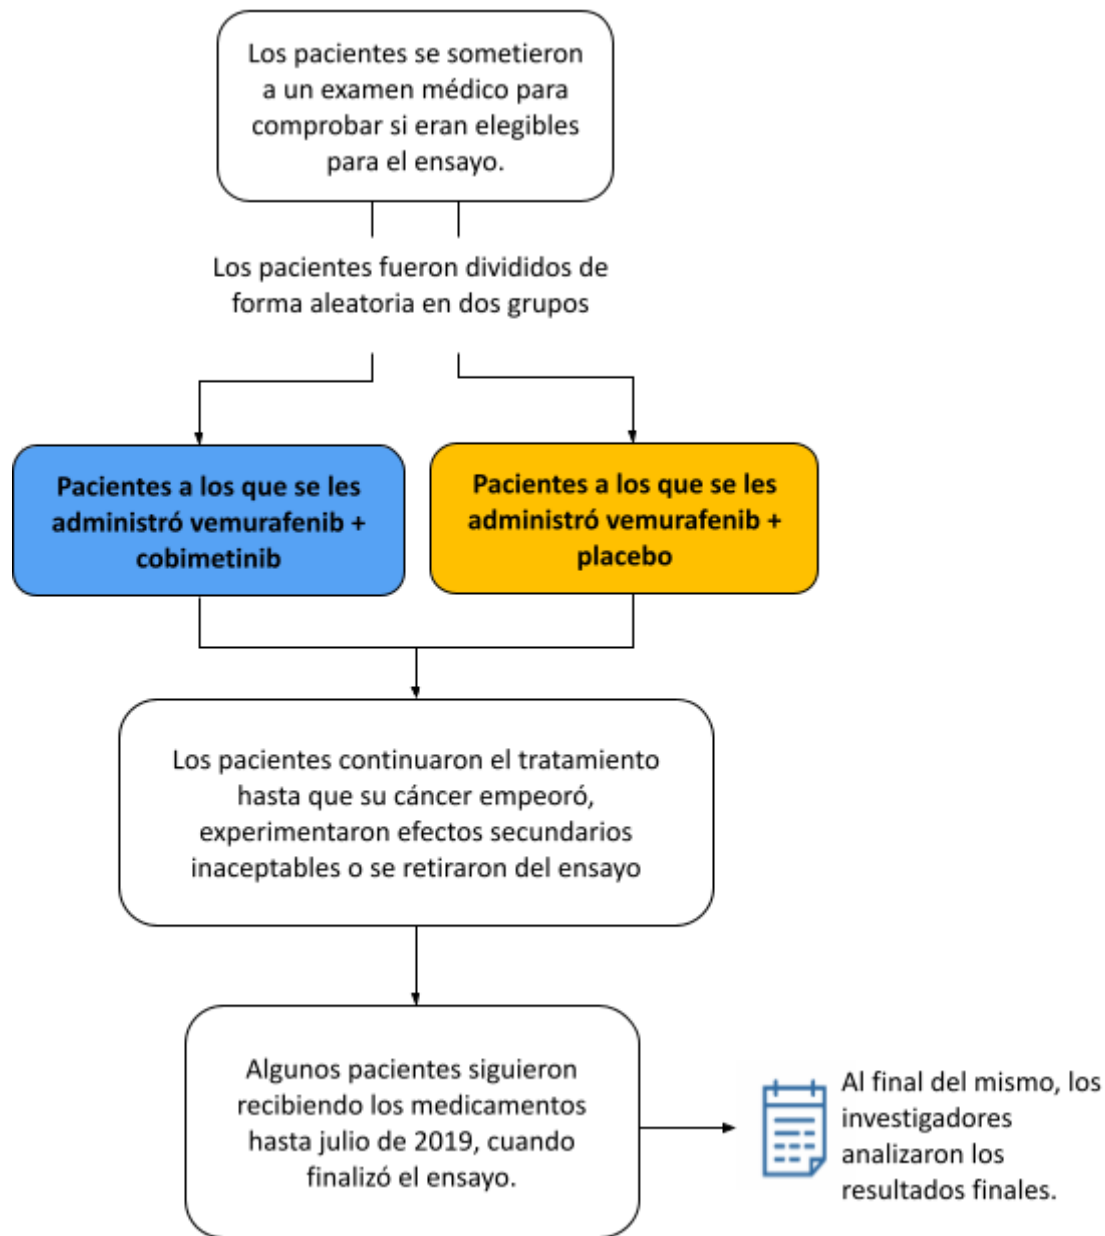 Los pacientes se sometieron
a un examen médico para
comprobar si eran elegibles
para el ensayo.
Los pacientes fueron divididos de
forma aleatoria en dos grupos
Pacientes a los que se les
administró vemurafenib +
cobimetinib
Pacientes a los que se les
administró vemurafenib +
placebo
Los pacientes continuaron el tratamiento
hasta que su cáncer empeoró,
experimentaron efectos secundarios
inaceptables o se retiraron del ensayo
Algunos pacientes siguieron
recibiendo los medicamentos
hasta julio de 2019, cuando
finalizó el ensayo.
Al final del mismo, los
investigadores
analizaron los
resultados finales.